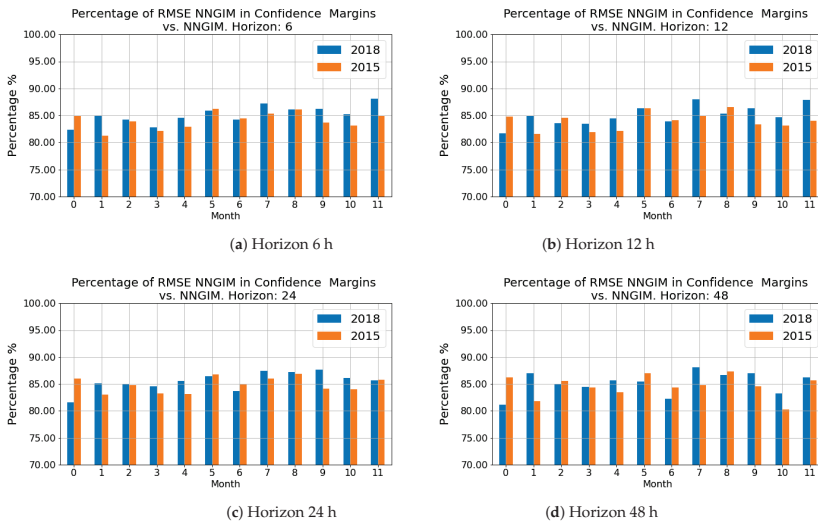 Percentage of RMSE NNGIM in Confidence  Margins
vs. NNGIM. Horizon: 6
100.00
95.00
90.00
85.00
80.00
75.00
70.00
Percentage %
2018
2015
0 1 2 3 4 5 6 7 8 9 10 11
Month
(a) Horizon 6 h
Percentage of RMSE NNGIM in Confidence  Margins
vs. NNGIM. Horizon: 12
100.00
95.00
90.00
85.00
80.00
75.00
70.00
Percentage %
2018
2015
0 1 2 3 4 5 6 7 8 9 10 11
Month
(b) Horizon 12 h
Percentage of RMSE NNGIM in Confidence  Margins
vs. NNGIM. Horizon: 24
100.00
95.00
90.00
85.00
80.00
75.00
70.00
Percentage %
2018
2015
0 1 2 3 4 5 6 7 8 9 10 11
Month
(c) Horizon 24 h
Percentage of RMSE NNGIM in Confidence  Margins
vs. NNGIM. Horizon: 48
100.00
95.00
90.00
85.00
80.00
75.00
70.00
Percentage %
2018
2015
0 1 2 3 4 5 6 7 8 9 10 11
Month
(d) Horizon 48 h